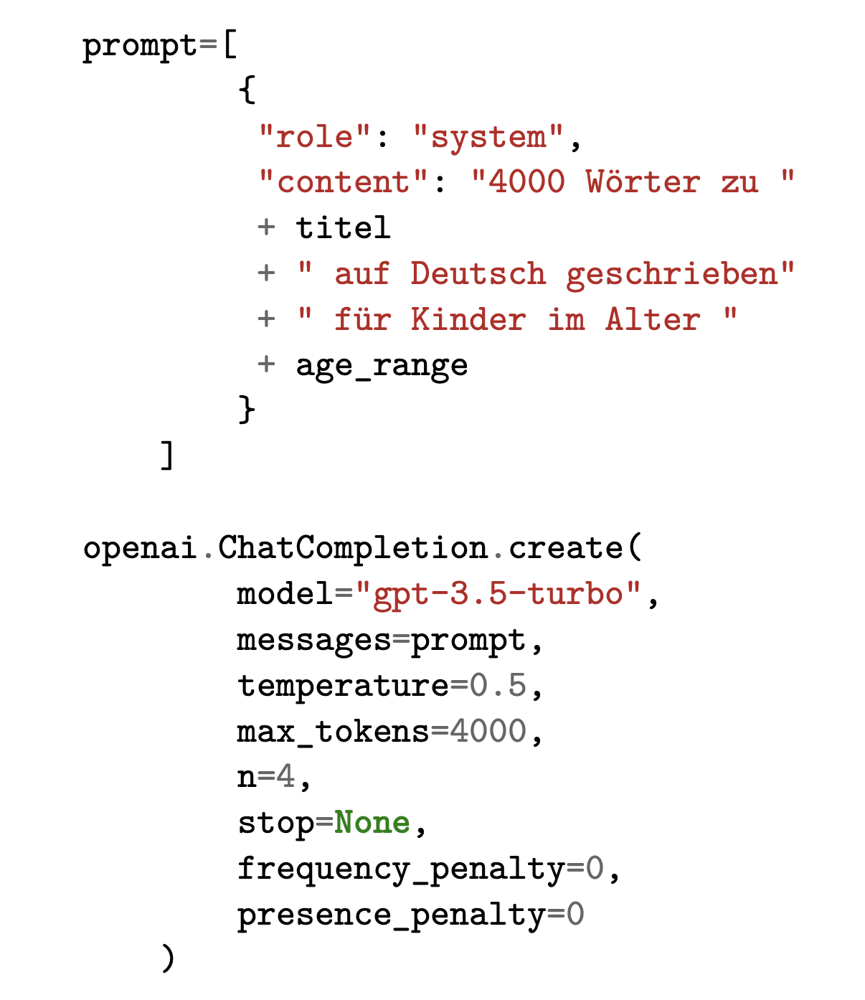 prompt=[
{
"role": "system",
"content": "4000 Wörter zu "
+ titel
+ " auf Deutsch geschrieben"
+ " für Kinder im Alter "
+ age_range
}
]
openai.ChatCompletion.create(
model="gpt-3.5-turbo",
messages=prompt,
temperature=0.5,
max_tokens=4000,
n=4,
stop=None,
frequency_penalty=0,
presence_penalty=0
)